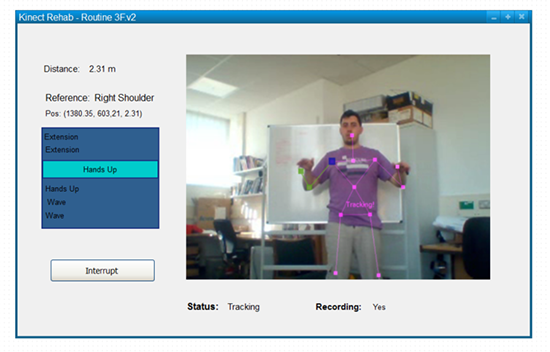 Kinect Rehab - Routine 3F.v2
Distance: 2.31 m
Reference: Right Shoulder
Pos: (1380.35, 603,21, 2.31)
Extension
Extension
Hands Up
Hands Up
Wave
Wave
Interrupt
Tracking!
Status: Tracking Recording: Yes